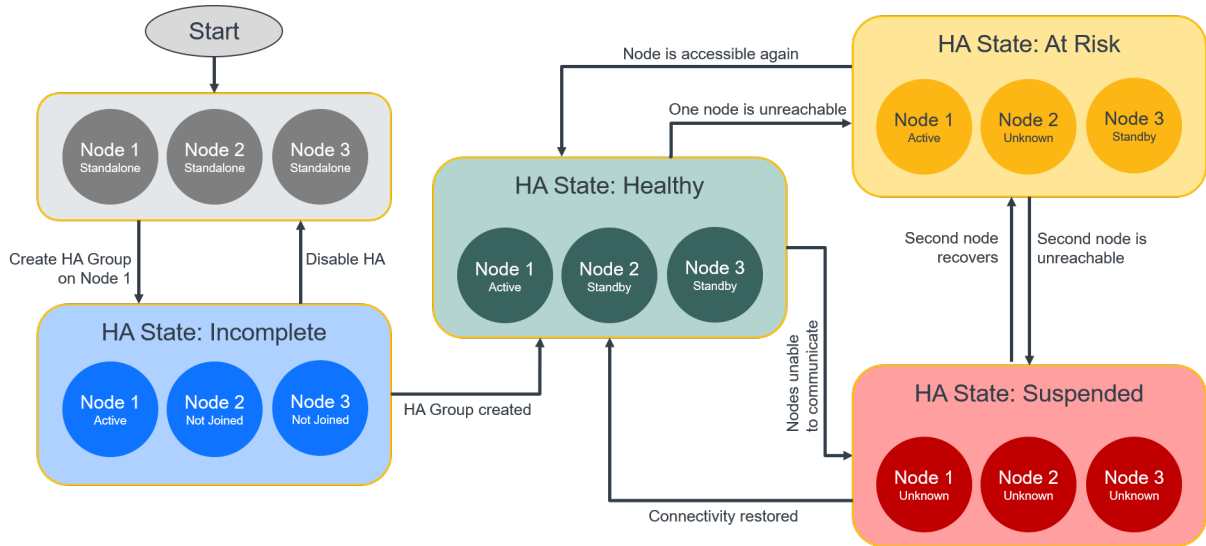 Start
Node 1
Standalone
Node 2
Standalone
Node 3
Standalone
Create HA Group
on Node 1
Disable HA
HA State: Incomplete
Node 1
Active
Node 2
Not Joined
Node 3
Not Joined
HA Group created
HA State: Healthy
Node 1
Active
Node 2
Standby
Node 3
Standby
Node is accessible again
One node is unreachable
HA State: At Risk
Node 1
Active
Node 2
Unknown
Node 3
Standby
Second node
recovers
Second node is
unreachable
Nodes unable
to communicate
Connectivity restored
HA State: Suspended
Node 1
Unknown
Node 2
Unknown
Node 3
Unknown